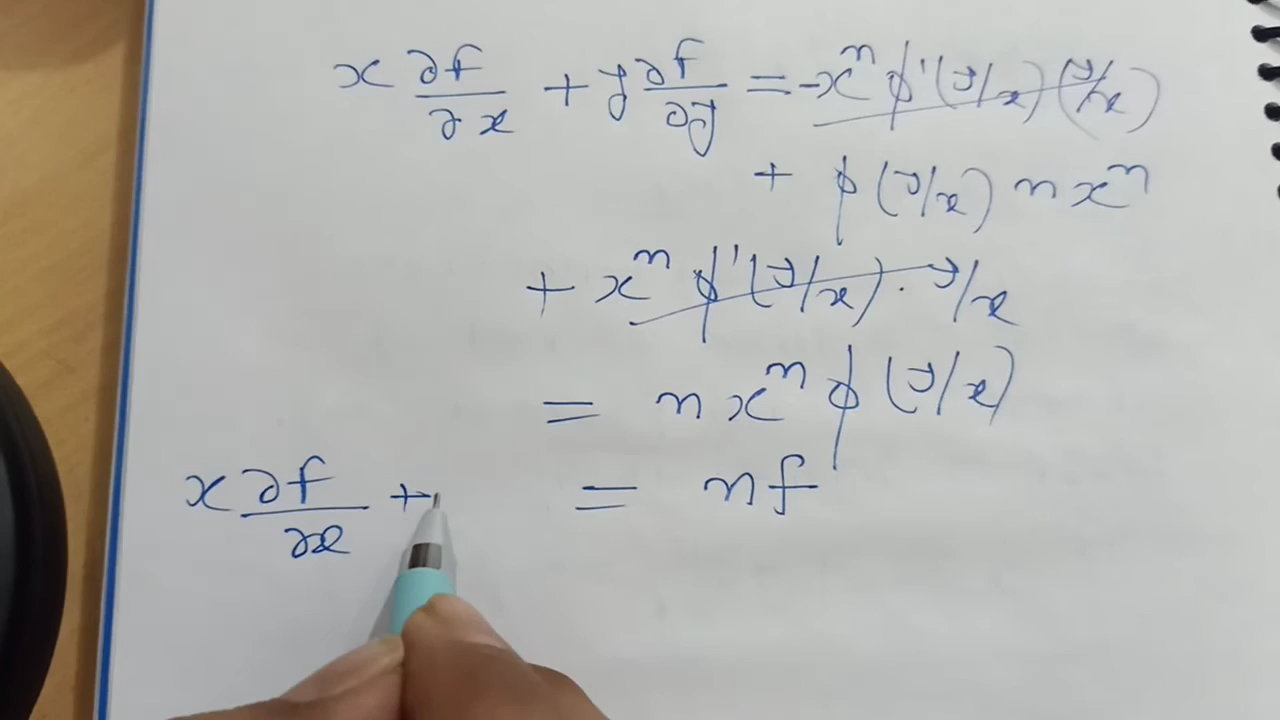 x ∂f/∂x + y ∂f/∂y = -xⁿ ϕ'(y/x)(y/x)
+ ϕ(y/x) n xⁿ
+ xⁿ ϕ'(y/x) · y/x
= n xⁿ ϕ(y/x)
x ∂f/∂x + = nf